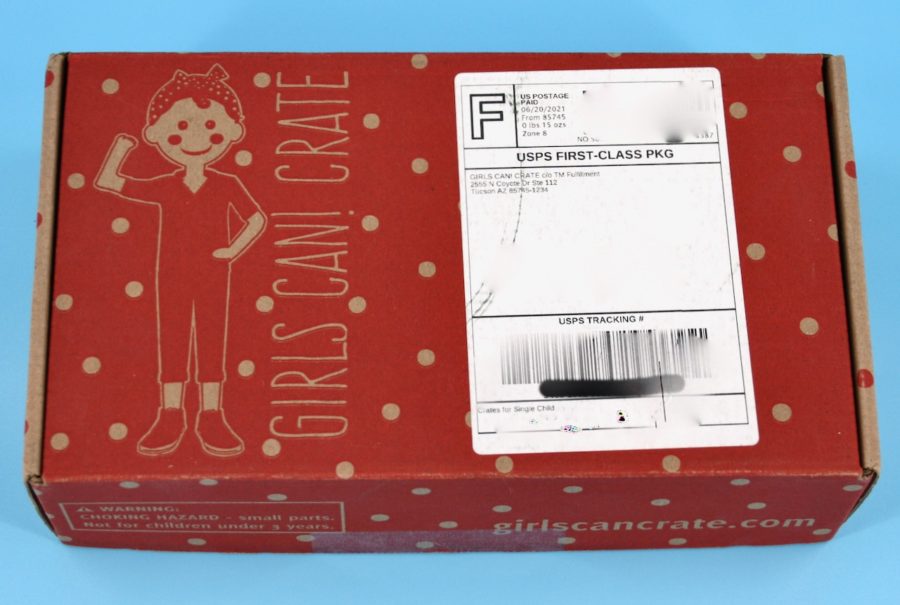 GIRLS CAN! CRATE
F
US POSTAGE
PAID
06/20/2021
From 85745
0 lbs 15 ozs
Zone 8
USPS FIRST-CLASS PKG
GIRLS CAN! CRATE c/o TM Fulfillment
2555 N Coyote Dr Ste 112
Tucson AZ 85745-1234
USPS TRACKING #
Crates for Single Child
WARNING:
CHOKING HAZARD - small parts.
Not for children under 3 years.
girlscancrate.com